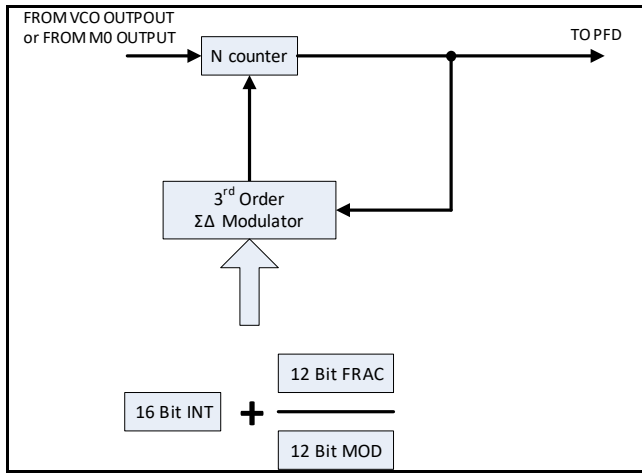 FROM VCO OUTPOUT
or FROM M0 OUTPUT
N counter
TO PFD
3rd Order
ΣΔ Modulator
12 Bit FRAC
16 Bit INT +
12 Bit MOD